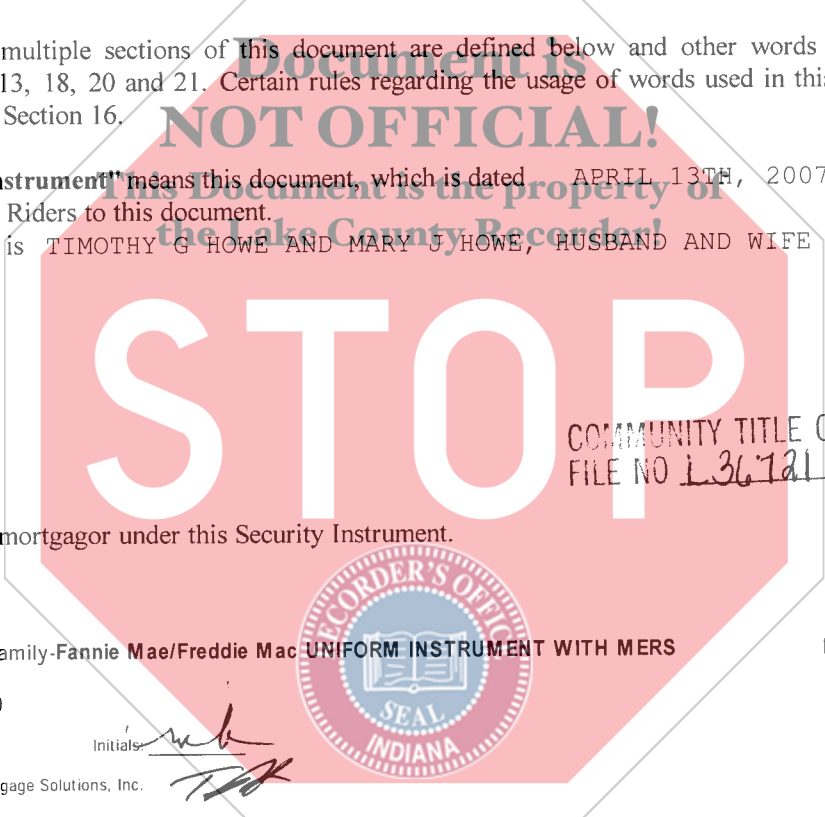 multiple sections of this document are defined below and other words
13, 18, 20 and 21. Certain rules regarding the usage of words used in this
Section 16.
Document is
NOT OFFICIAL!
This Document is the property of
the Lake County Recorder!
nstrument" means this document, which is dated APRIL 13TH, 2007
Riders to this document.
is TIMOTHY G HOWE AND MARY J HOWE, HUSBAND AND WIFE
STOP
COMMUNITY TITLE C
FILE NO L36721
mortgagor under this Security Instrument.
RECORDER'S OFFICE
SEAL
INDIANA
amily-Fannie Mae/Freddie Mac UNIFORM INSTRUMENT WITH MERS
)
Initials:
gage Solutions, Inc.